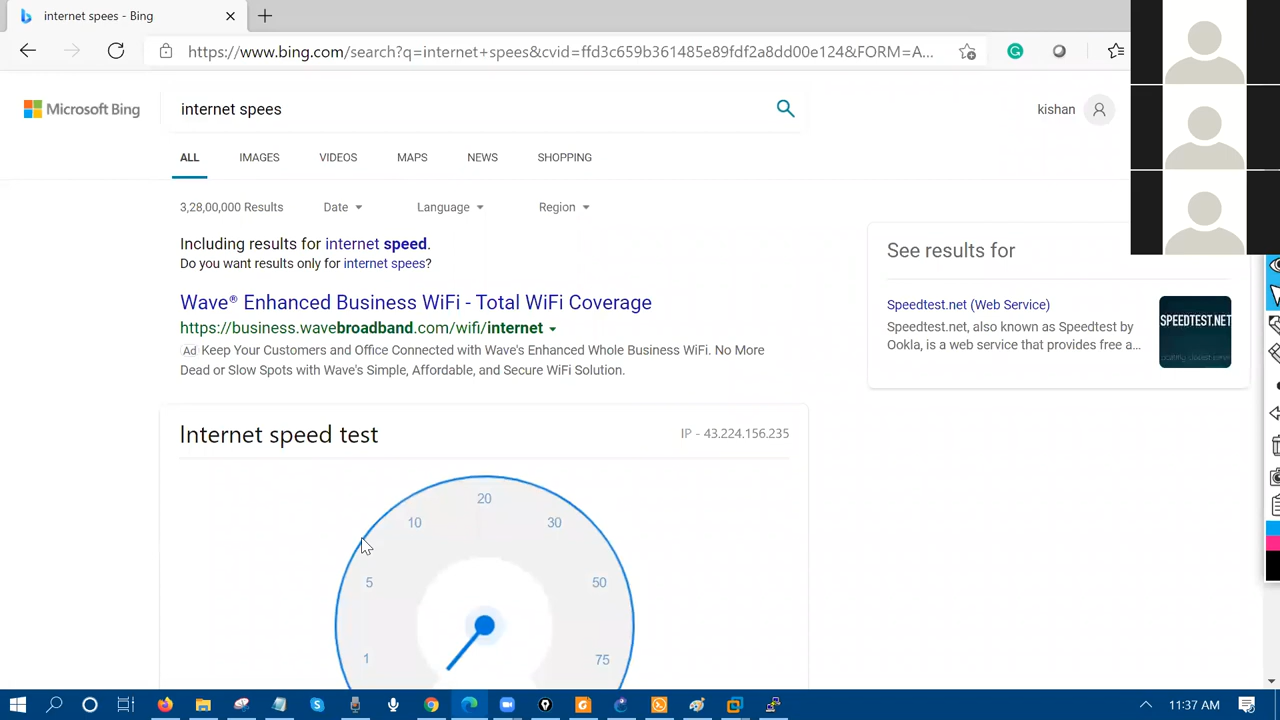 internet spees - Bing
https://www.bing.com/search?q=internet+spees&cvid=ffd3c659b361485e89fdf2a8dd00e124&FORM=A...
Microsoft Bing
internet spees
kishan
ALL IMAGES VIDEOS MAPS NEWS SHOPPING
3,28,00,000 Results Date Language Region
Including results for internet speed.
Do you want results only for internet spees?
Wave® Enhanced Business WiFi - Total WiFi Coverage
https://business.wavebroadband.com/wifi/internet
Ad Keep Your Customers and Office Connected with Wave's Enhanced Whole Business WiFi. No More
Dead or Slow Spots with Wave's Simple, Affordable, and Secure WiFi Solution.
See results for
Speedtest.net (Web Service)
Speedtest.net, also known as Speedtest by
Ookla, is a web service that provides free a...
SPEEDTEST.NET
Internet speed test
IP - 43.224.156.235
20
10 30
5 50
1 75
11:37 AM